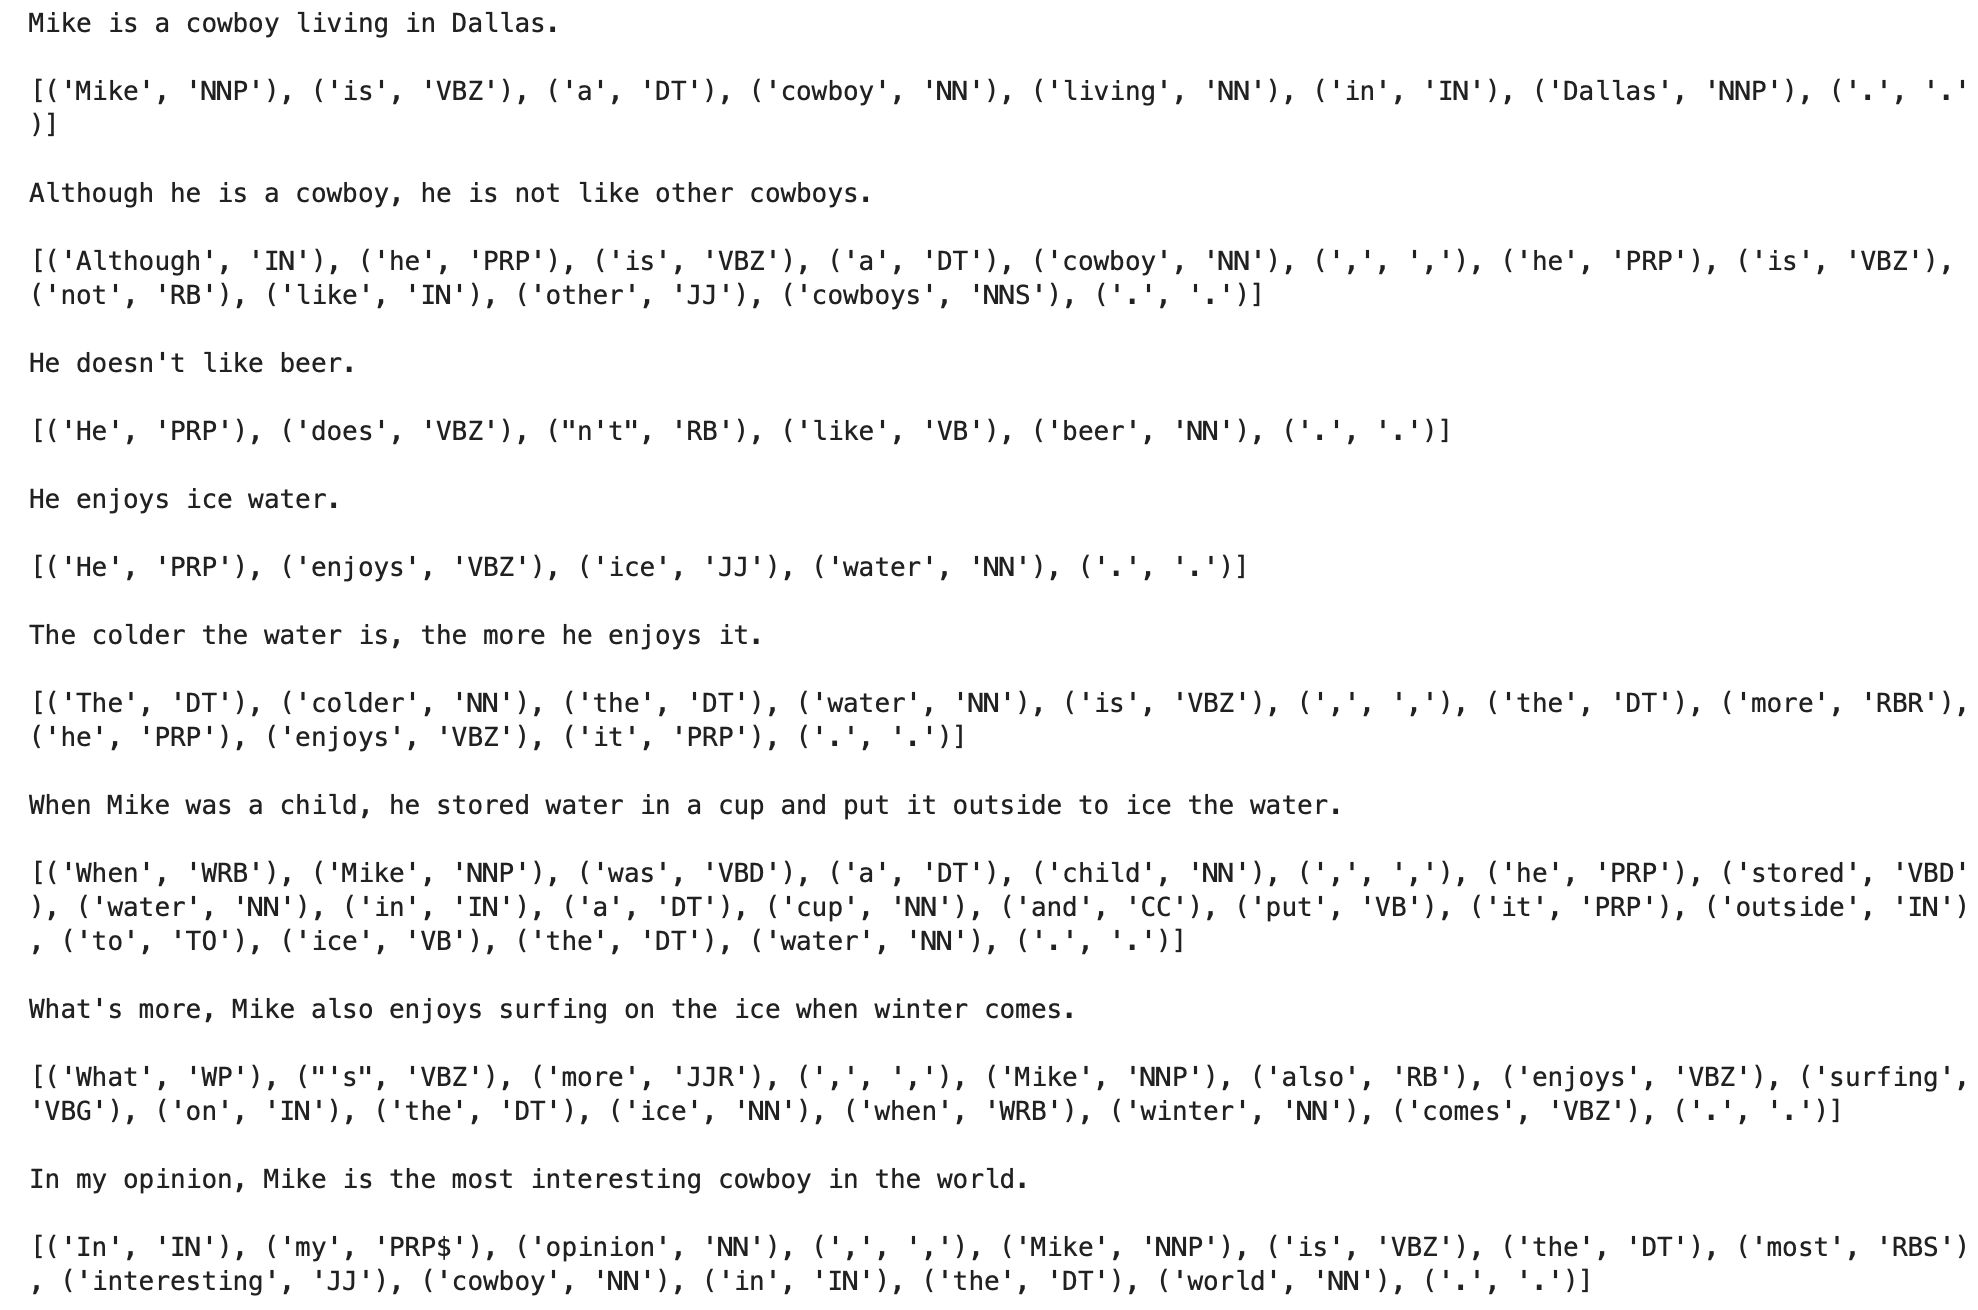 Mike is a cowboy living in Dallas.
[('Mike', 'NNP'), ('is', 'VBZ'), ('a', 'DT'), ('cowboy', 'NN'), ('living', 'NN'), ('in', 'IN'), ('Dallas', 'NNP'), ('.', '.'
)]
Although he is a cowboy, he is not like other cowboys.
[('Although', 'IN'), ('he', 'PRP'), ('is', 'VBZ'), ('a', 'DT'), ('cowboy', 'NN'), (',', ','), ('he', 'PRP'), ('is', 'VBZ'),
('not', 'RB'), ('like', 'IN'), ('other', 'JJ'), ('cowboys', 'NNS'), ('.', '.')]
He doesn't like beer.
[('He', 'PRP'), ('does', 'VBZ'), ("n't", 'RB'), ('like', 'VB'), ('beer', 'NN'), ('.', '.')]
He enjoys ice water.
[('He', 'PRP'), ('enjoys', 'VBZ'), ('ice', 'JJ'), ('water', 'NN'), ('.', '.')]
The colder the water is, the more he enjoys it.
[('The', 'DT'), ('colder', 'NN'), ('the', 'DT'), ('water', 'NN'), ('is', 'VBZ'), (',', ','), ('the', 'DT'), ('more', 'RBR'),
('he', 'PRP'), ('enjoys', 'VBZ'), ('it', 'PRP'), ('.', '.')]
When Mike was a child, he stored water in a cup and put it outside to ice the water.
[('When', 'WRB'), ('Mike', 'NNP'), ('was', 'VBD'), ('a', 'DT'), ('child', 'NN'), (',', ','), ('he', 'PRP'), ('stored', 'VBD'
), ('water', 'NN'), ('in', 'IN'), ('a', 'DT'), ('cup', 'NN'), ('and', 'CC'), ('put', 'VB'), ('it', 'PRP'), ('outside', 'IN')
, ('to', 'TO'), ('ice', 'VB'), ('the', 'DT'), ('water', 'NN'), ('.', '.')]
What's more, Mike also enjoys surfing on the ice when winter comes.
[('What', 'WP'), ("'s", 'VBZ'), ('more', 'JJR'), (',', ','), ('Mike', 'NNP'), ('also', 'RB'), ('enjoys', 'VBZ'), ('surfing',
'VBG'), ('on', 'IN'), ('the', 'DT'), ('ice', 'NN'), ('when', 'WRB'), ('winter', 'NN'), ('comes', 'VBZ'), ('.', '.')]
In my opinion, Mike is the most interesting cowboy in the world.
[('In', 'IN'), ('my', 'PRP$'), ('opinion', 'NN'), (',', ','), ('Mike', 'NNP'), ('is', 'VBZ'), ('the', 'DT'), ('most', 'RBS')
, ('interesting', 'JJ'), ('cowboy', 'NN'), ('in', 'IN'), ('the', 'DT'), ('world', 'NN'), ('.', '.')]